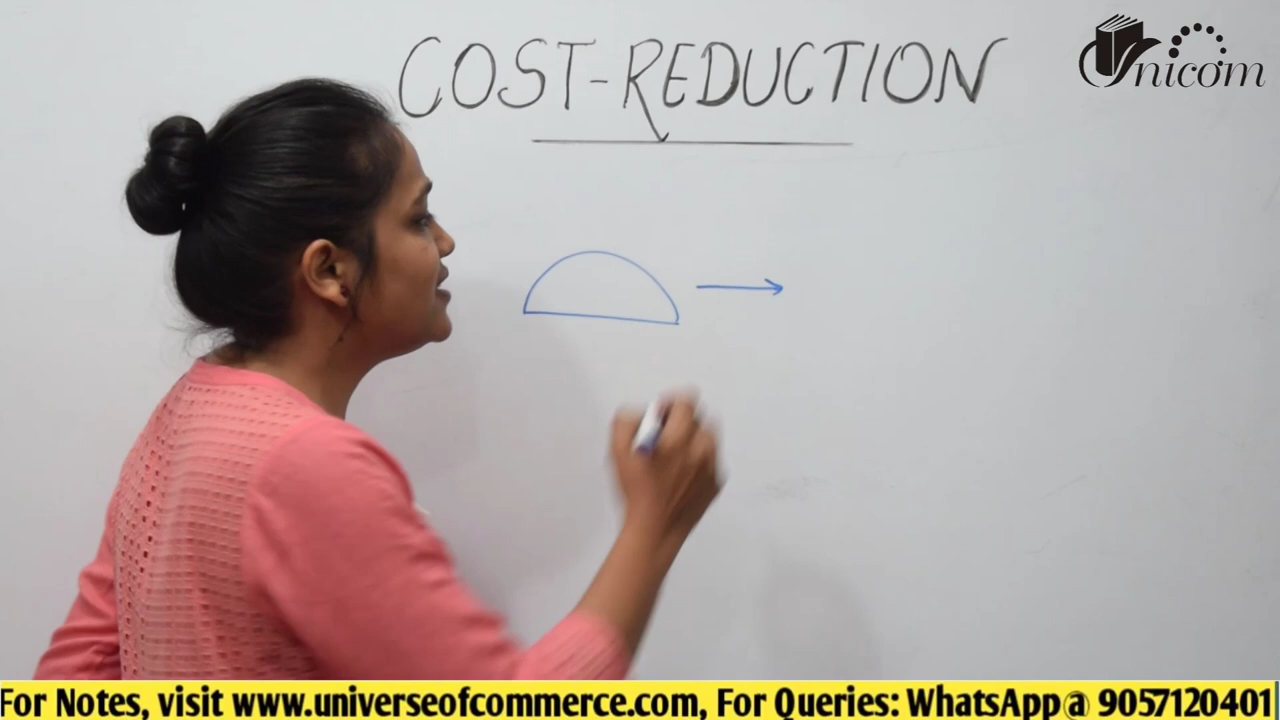 COST-REDUCTION
Unicom
For Notes, visit www.universeofcommerce.com, For Queries: WhatsApp@ 9057120401